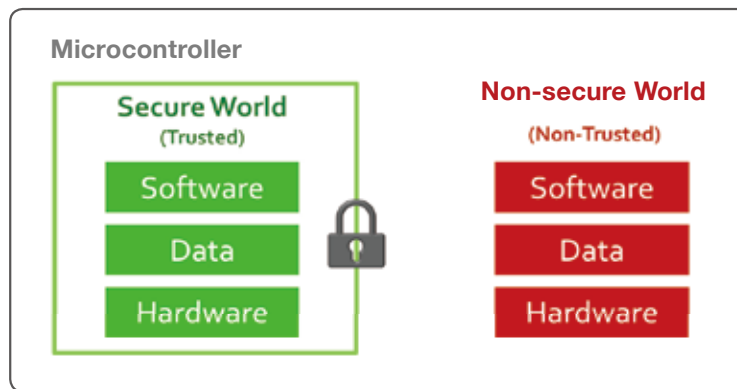 Microcontroller
Secure World
(Trusted)
Software
Data
Hardware
Non-secure World
(Non-Trusted)
Software
Data
Hardware